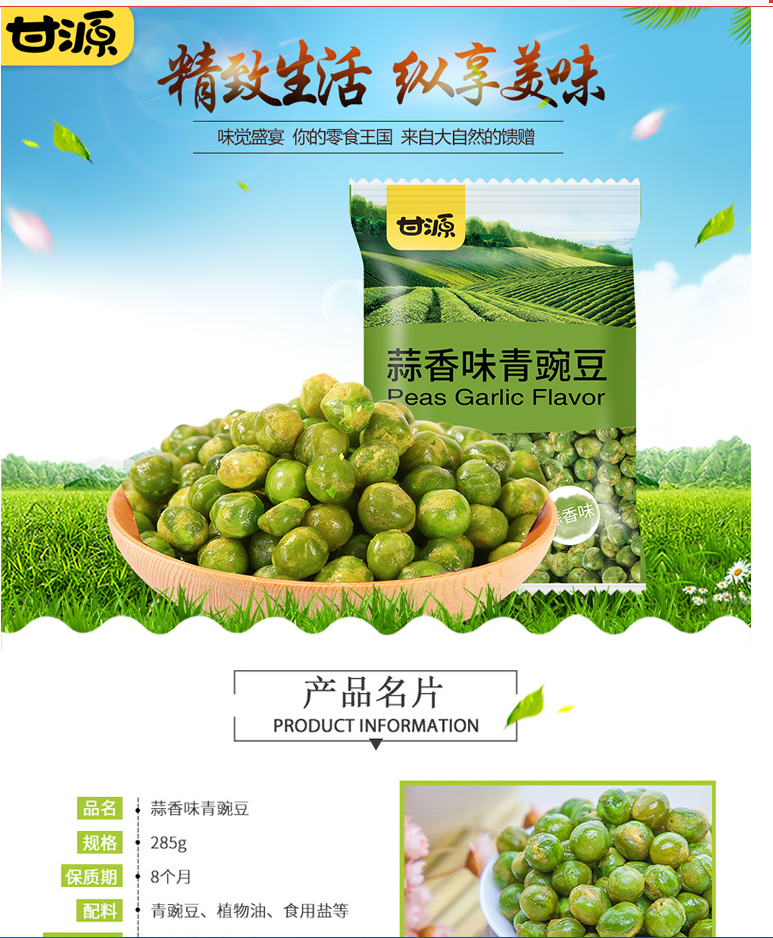 甘源
精致生活 纵享美味
味觉盛宴 你的零食王国 来自大自然的馈赠
甘源
蒜香味青豌豆
Peas Garlic Flavor
香味
产品名片
PRODUCT INFORMATION
品名 蒜香味青豌豆
规格 285g
保质期 8个月
配料 青豌豆、植物油、食用盐等